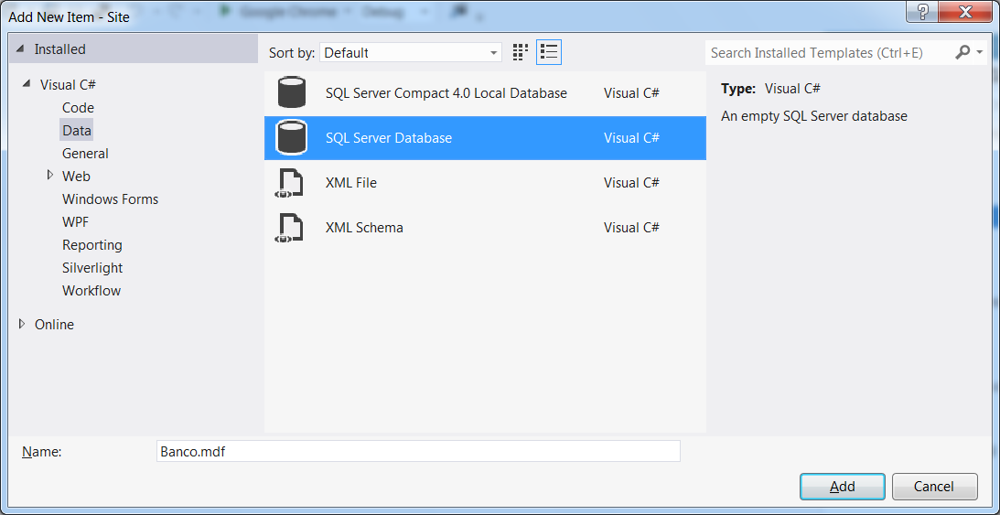 Add New Item - Site
Google Chrome
Debug
?
Installed
Sort by: Default
Search Installed Templates (Ctrl+E)
Visual C#
Code
Data
General
Web
Windows Forms
WPF
Reporting
Silverlight
Workflow
Online
SQL Server Compact 4.0 Local Database Visual C#
SQL Server Database Visual C#
XML File Visual C#
XML Schema Visual C#
Type: Visual C#
An empty SQL Server database
Name: Banco.mdf
Add
Cancel